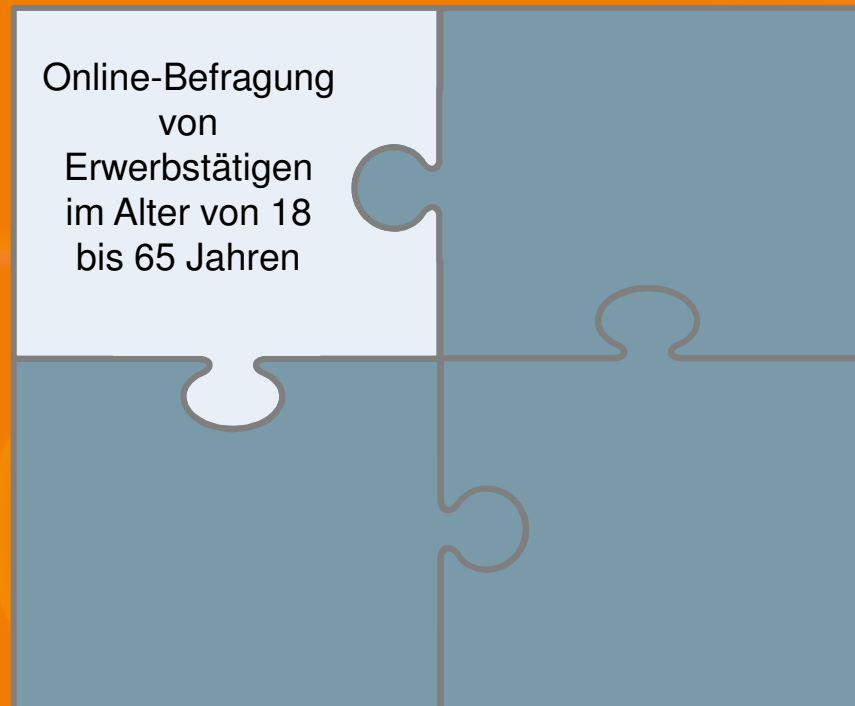 Online-Befragung
von
Erwerbstätigen
im Alter von 18
bis 65 Jahren